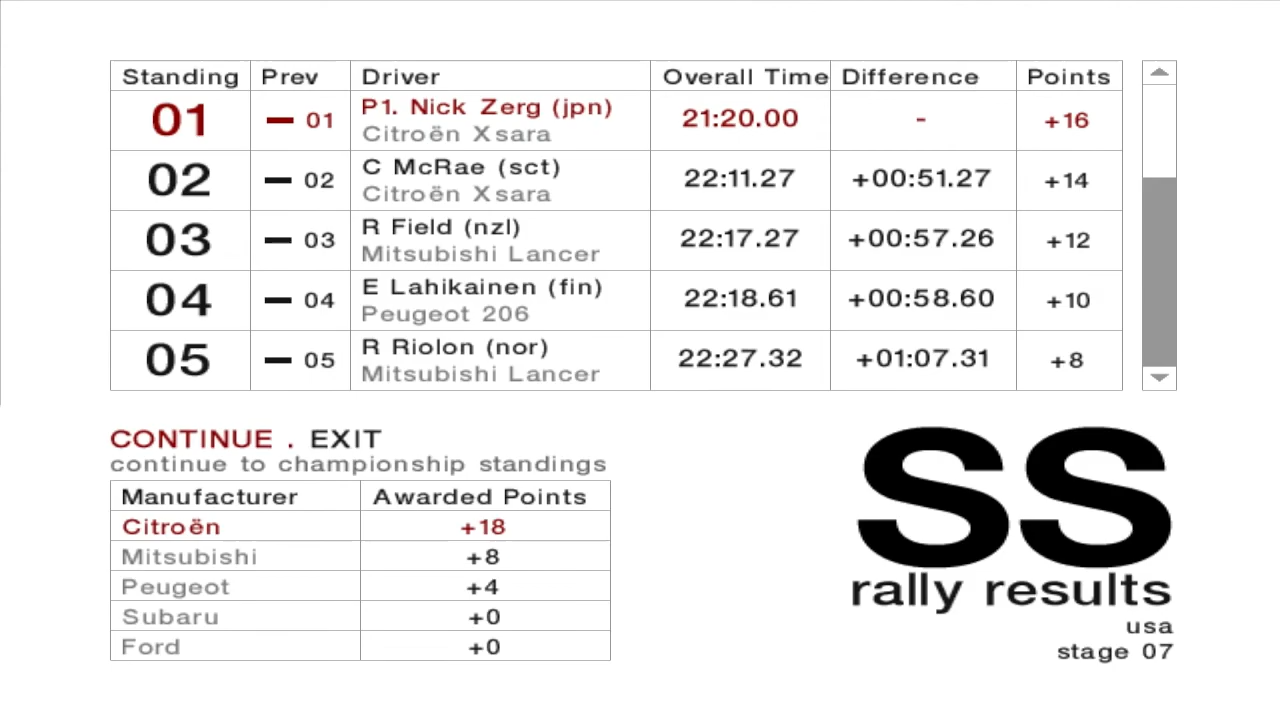 Standing Prev Driver Overall Time Difference Points
01 — 01 P1. Nick Zerg (jpn) 21:20.00 - +16
Citroën Xsara
02 — 02 C McRae (sct) 22:11.27 +00:51.27 +14
Citroën Xsara
03 — 03 R Field (nzl) 22:17.27 +00:57.26 +12
Mitsubishi Lancer
04 — 04 E Lahikainen (fin) 22:18.61 +00:58.60 +10
Peugeot 206
05 — 05 R Riolon (nor) 22:27.32 +01:07.31 +8
Mitsubishi Lancer
CONTINUE . EXIT
continue to championship standings
Manufacturer Awarded Points
Citroën +18
Mitsubishi +8
Peugeot +4
Subaru +0
Ford +0
SS
rally results
usa
stage 07